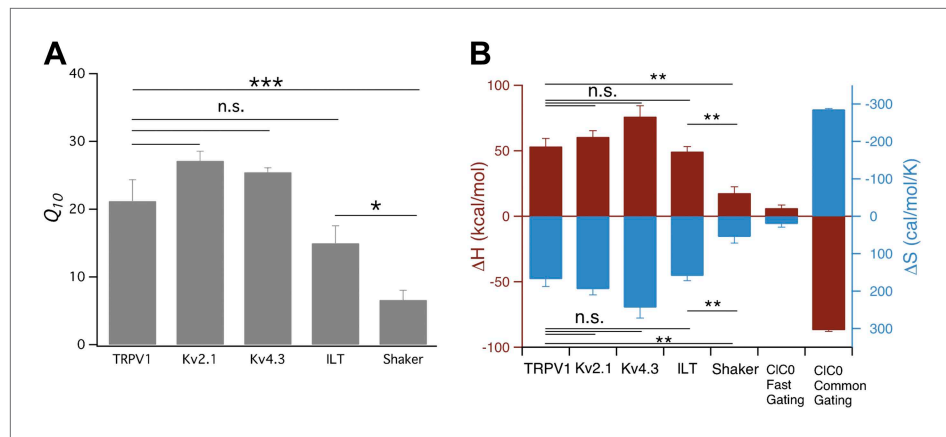 A
Q10
40
30
20
10
0
***
n.s.
*
TRPV1 Kv2.1 Kv4.3 ILT Shaker
B
ΔH (kcal/mol)
100
50
0
-50
-100
**
n.s.
**
n.s.
**
**
-300
-200
-100
0
100
200
300
ΔS (cal/mol/K)
TRPV1 Kv2.1 Kv4.3 ILT Shaker ClC0 ClC0
Fast Common
Gating Gating